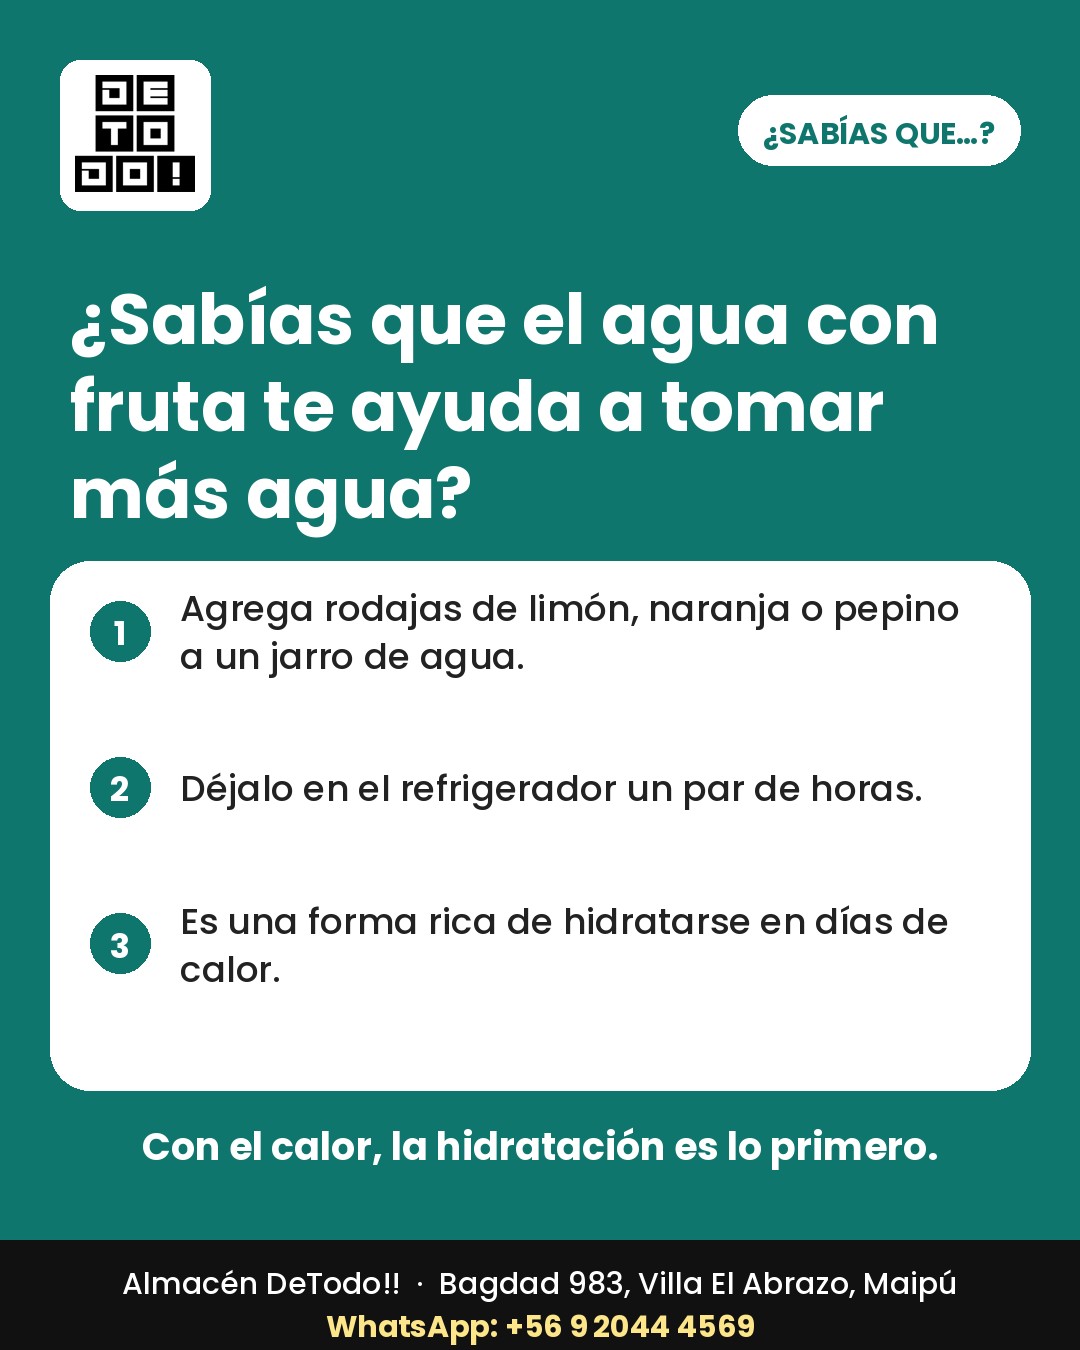 DE
TO
DO!
¿SABÍAS QUE...?
¿Sabías que el agua con
fruta te ayuda a tomar
más agua?
1 Agrega rodajas de limón, naranja o pepino
a un jarro de agua.
2 Déjalo en el refrigerador un par de horas.
3 Es una forma rica de hidratarse en días de
calor.
Con el calor, la hidratación es lo primero.
Almacén DeTodo!! · Bagdad 983, Villa El Abrazo, Maipú
WhatsApp: +56 9 2044 4569